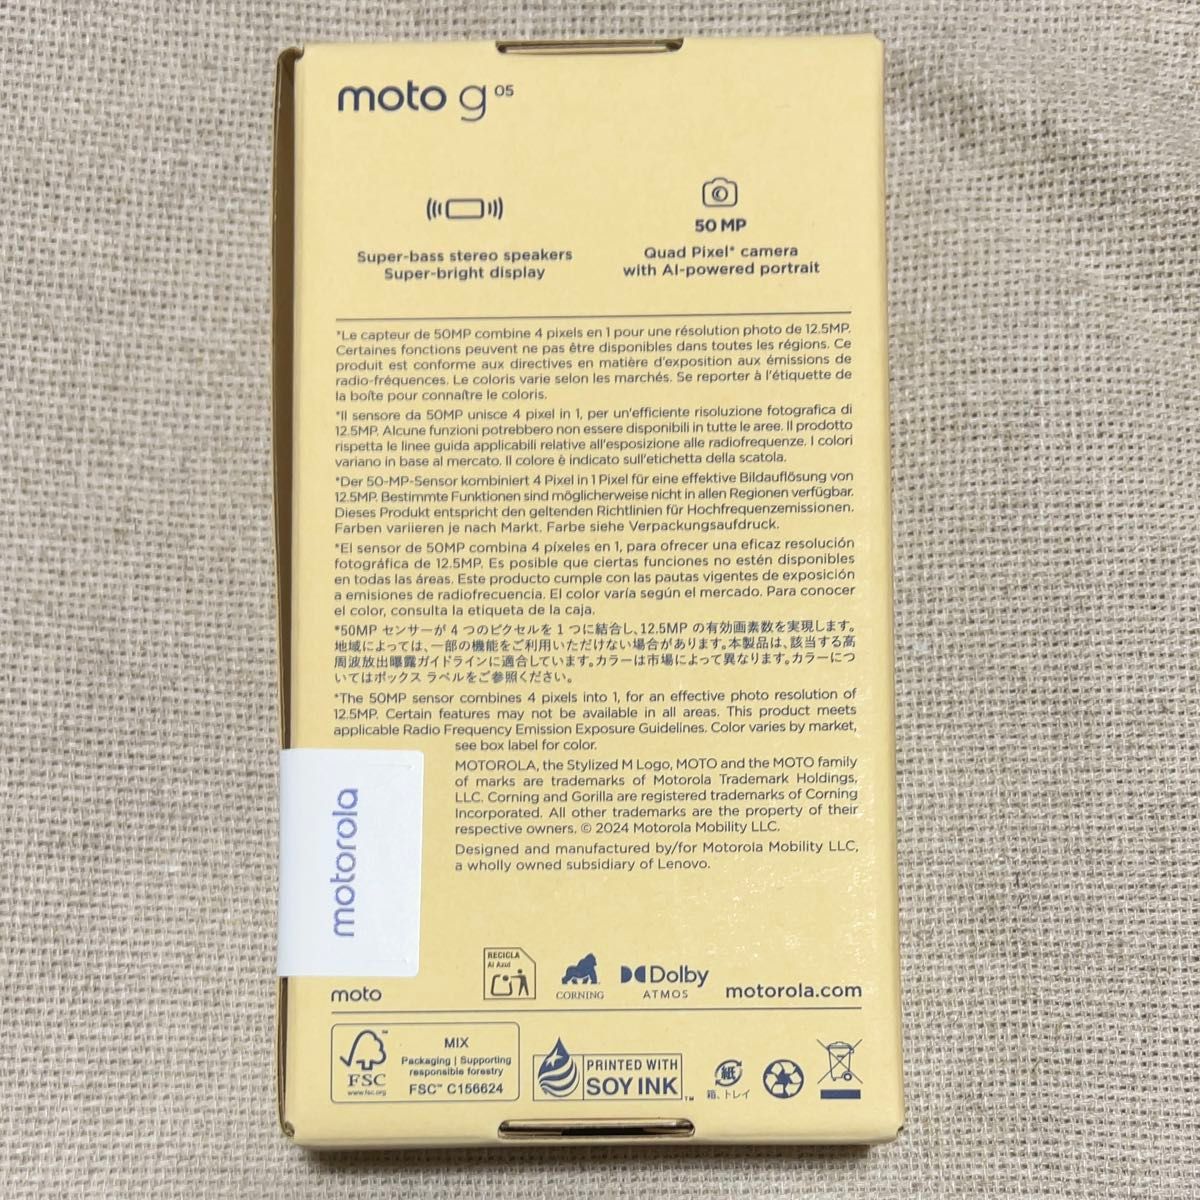 moto g 05
Super-bass stereo speakers
Super-bright display
50 MP
Quad Pixel* camera
with AI-powered portrait
*Le capteur de 50MP combine 4 pixels en 1 pour une résolution photo de 12.5MP.
Certaines fonctions peuvent ne pas être disponibles dans toutes les régions. Ce
produit est conforme aux directives en matière d'exposition aux émissions de
radio-fréquences. Le coloris varie selon les marchés. Se reporter à l'étiquette de
la boîte pour connaître le coloris.
*Il sensore da 50MP unisce 4 pixel in 1, per un'efficiente risoluzione fotografica di
12.5MP. Alcune funzioni potrebbero non essere disponibili in tutte le aree. Il prodotto
rispetta le linee guida applicabili relative all'esposizione alle radiofrequenze. I colori
variano in base al mercato. Il colore è indicato sull'etichetta della scatola.
*Der 50-MP-Sensor kombiniert 4 Pixel in 1 Pixel für eine effektive Bildauflösung von
12.5MP. Bestimmte Funktionen sind möglicherweise nicht in allen Regionen verfügbar.
Dieses Produkt entspricht den geltenden Richtlinien für Hochfrequenzemissionen.
Farben variieren je nach Markt. Farbe siehe Verpackungsaufdruck.
*El sensor de 50MP combina 4 píxeles en 1, para ofrecer una eficaz resolución
fotográfica de 12.5MP. Es posible que ciertas funciones no estén disponibles
en todas las áreas. Este producto cumple con las pautas vigentes de exposición
a emisiones de radiofrecuencia. El color varía según el mercado. Para conocer
el color, consulta la etiqueta de la caja.
*50MP センサーが 4 つのピクセルを 1 つに結合し、12.5MP の有効画素数を実現します。
地域によっては、一部の機能をご利用いただけない場合があります。本製品は、該当する高
周波放出曝露ガイドラインに適合しています。カラーは市場によって異なります。カラーにつ
いてはボックス ラベルをご参照ください。
*The 50MP sensor combines 4 pixels into 1, for an effective photo resolution of
12.5MP. Certain features may not be available in all areas. This product meets
applicable Radio Frequency Emission Exposure Guidelines. Color varies by market,
see box label for color.
MOTOROLA, the Stylized M Logo, MOTO and the MOTO family
of marks are trademarks of Motorola Trademark Holdings,
LLC. Corning and Gorilla are registered trademarks of Corning
Incorporated. All other trademarks are the property of their
respective owners. © 2024 Motorola Mobility LLC.
Designed and manufactured by/for Motorola Mobility LLC,
a wholly owned subsidiary of Lenovo.
motorola
moto
RECICLA
Al Azul
CORNING
Dolby
ATMOS
motorola.com
FSC™
www.fsc.org
MIX
Packaging | Supporting
responsible forestry
FSC™ C156624
PRINTED WITH
SOY INK™
紙
箱、トレイ